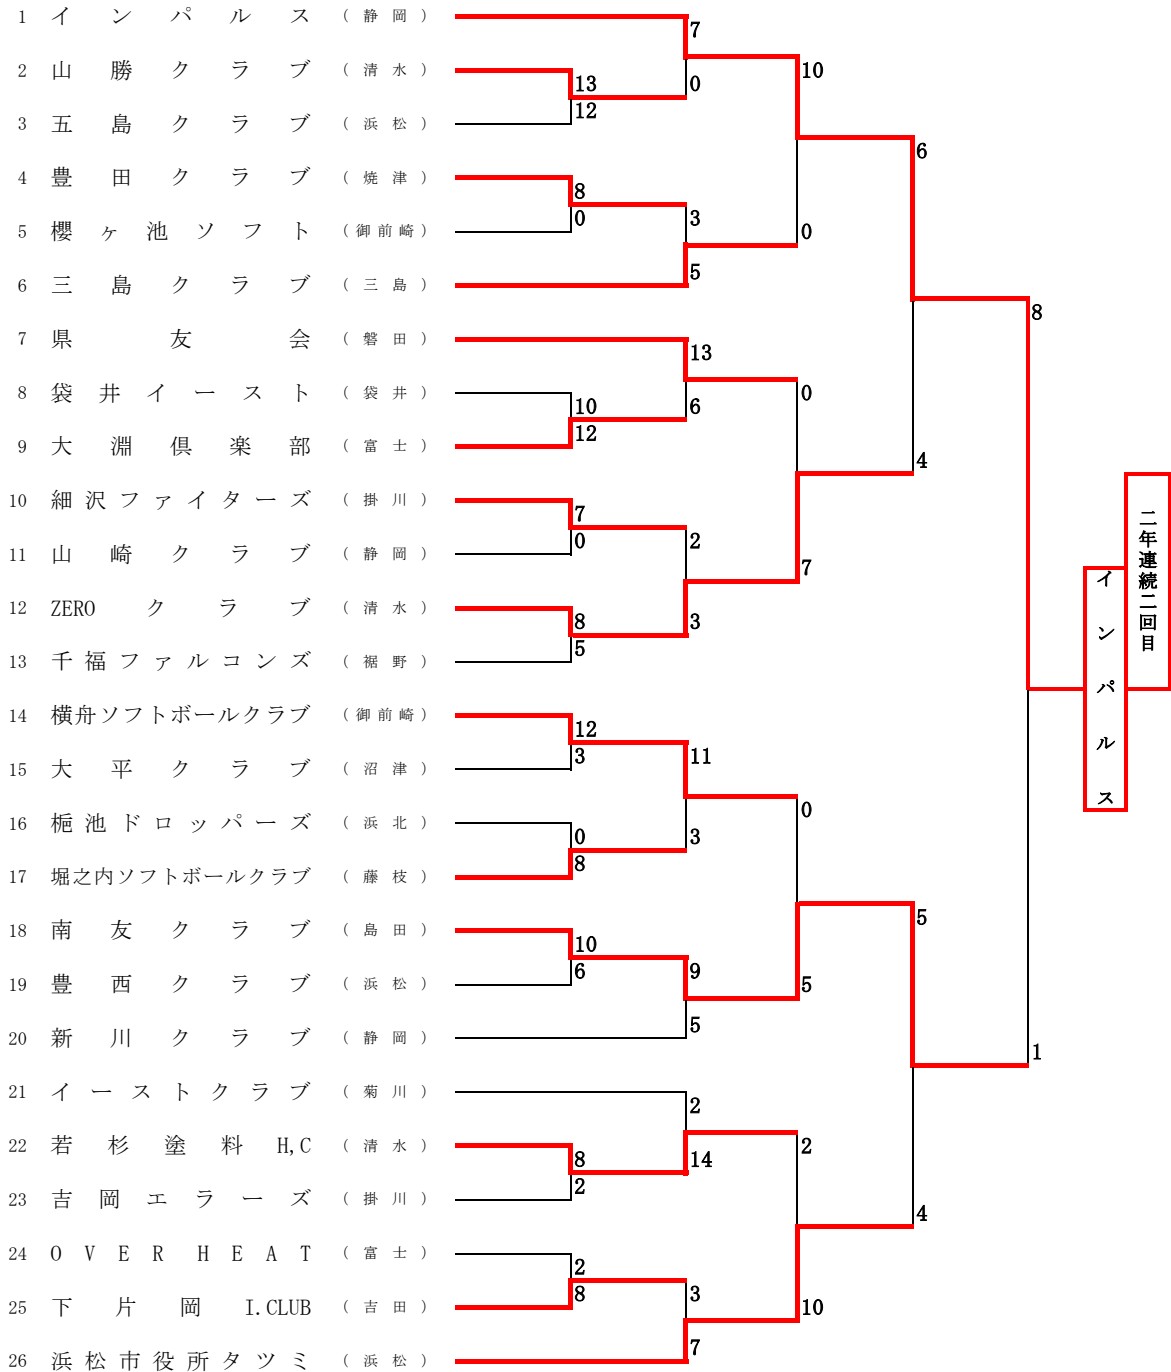 1 インパルス (静岡)
2 山勝クラブ (清水)
3 五島クラブ (浜松)
4 豊田クラブ (焼津)
5 櫻ヶ池ソフト (御前崎)
6 三島クラブ (三島)
7 県友会 (磐田)
8 袋井イースト (袋井)
9 大淵倶楽部 (富士)
10 細沢ファイターズ (掛川)
11 山崎クラブ (静岡)
12 ZERO クラブ (清水)
13 千福ファルコンズ (裾野)
14 横舟ソフトボールクラブ (御前崎)
15 大平クラブ (沼津)
16 梔池ドロッパーズ (浜北)
17 堀之内ソフトボールクラブ (藤枝)
18 南友クラブ (島田)
19 豊西クラブ (浜松)
20 新川クラブ (静岡)
21 イーストクラブ (菊川)
22 若杉塗料H,C (清水)
23 吉岡エラーズ (掛川)
24 OVER HEAT (富士)
25 下片岡I.CLUB (吉田)
26 浜松市役所タツミ (浜松)
13
12
8
0
10
12
7
0
8
5
12
3
0
8
10
6
8
2
2
8
7
0
3
5
13
6
2
3
11
3
9
5
2
14
3
7
10
0
0
7
0
5
2
10
6
4
5
4
8
1
インパルス
二年連続二回目